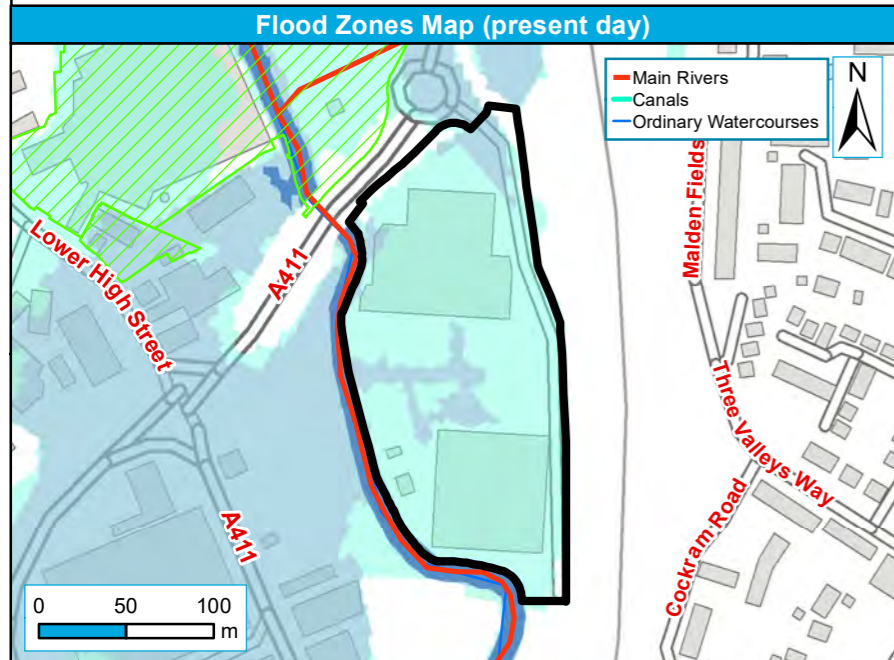 Flood Zones Map (present day)
Main Rivers
Canals
Ordinary Watercourses
N
Malden Fields
Lower High Street
A411
Three Valleys Way
A411
Cockram Road
0 50 100
m